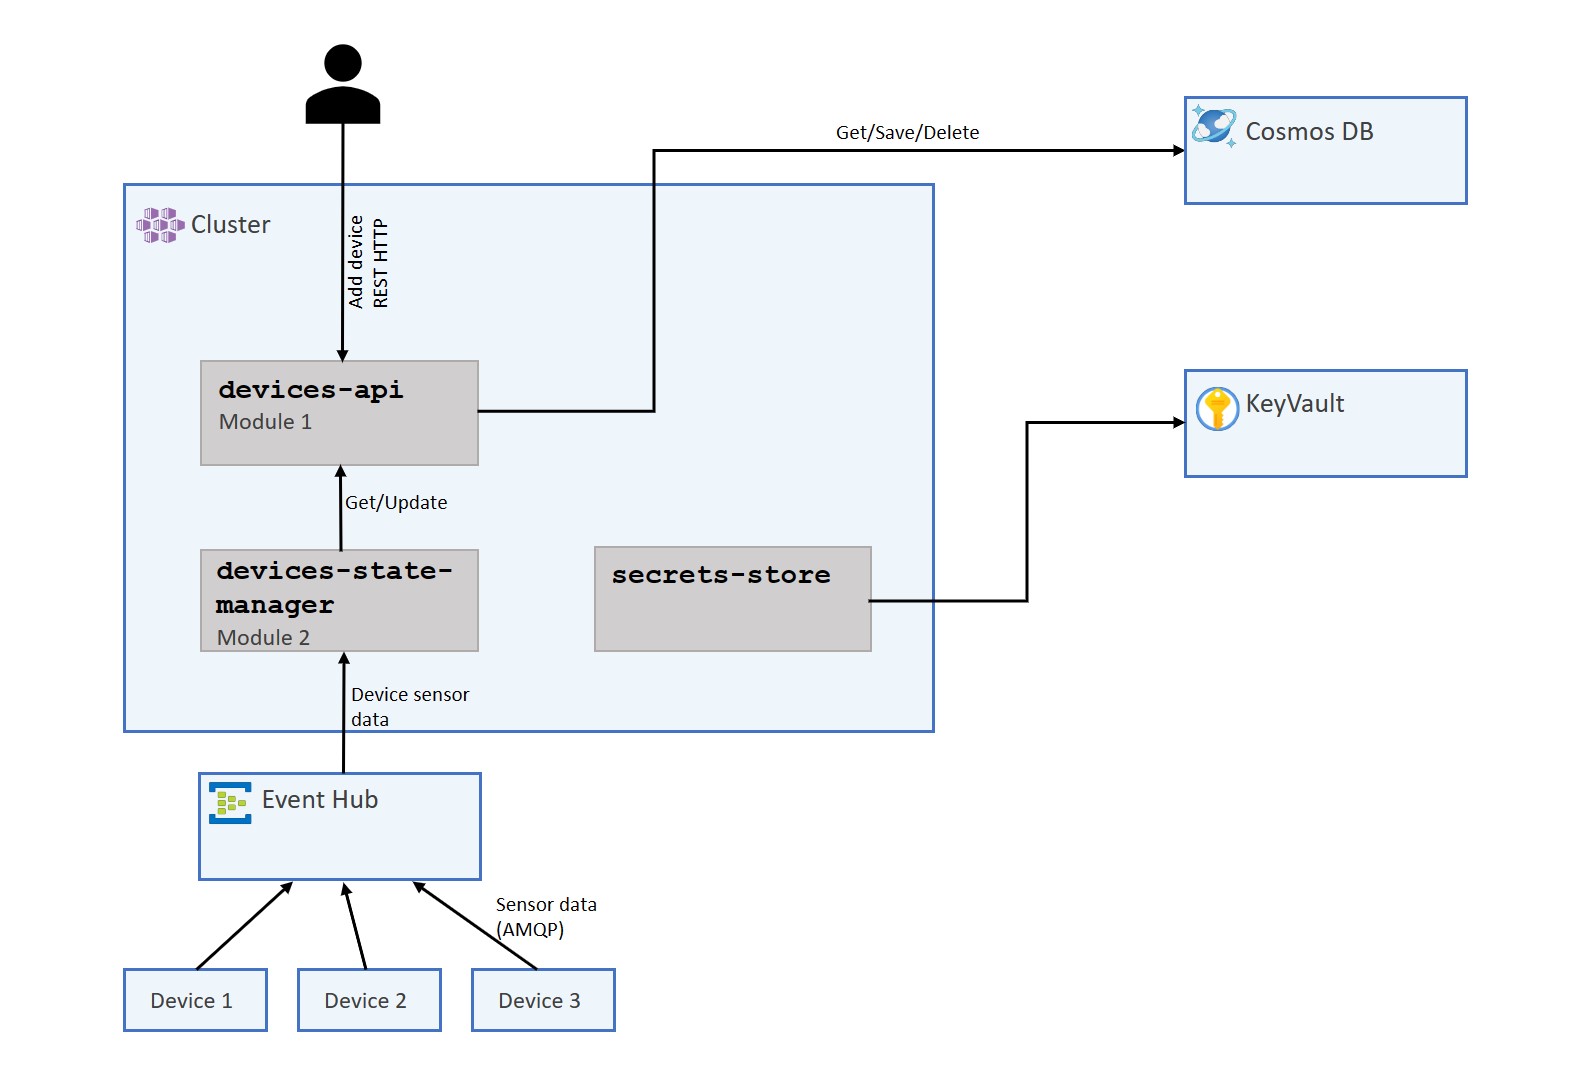 Get/Save/Delete
Cosmos DB
Cluster
Add device
REST HTTP
devices-api
Module 1
KeyVault
Get/Update
devices-state-
manager
Module 2
secrets-store
Device sensor
data
Event Hub
Sensor data
(AMQP)
Device 1
Device 2
Device 3